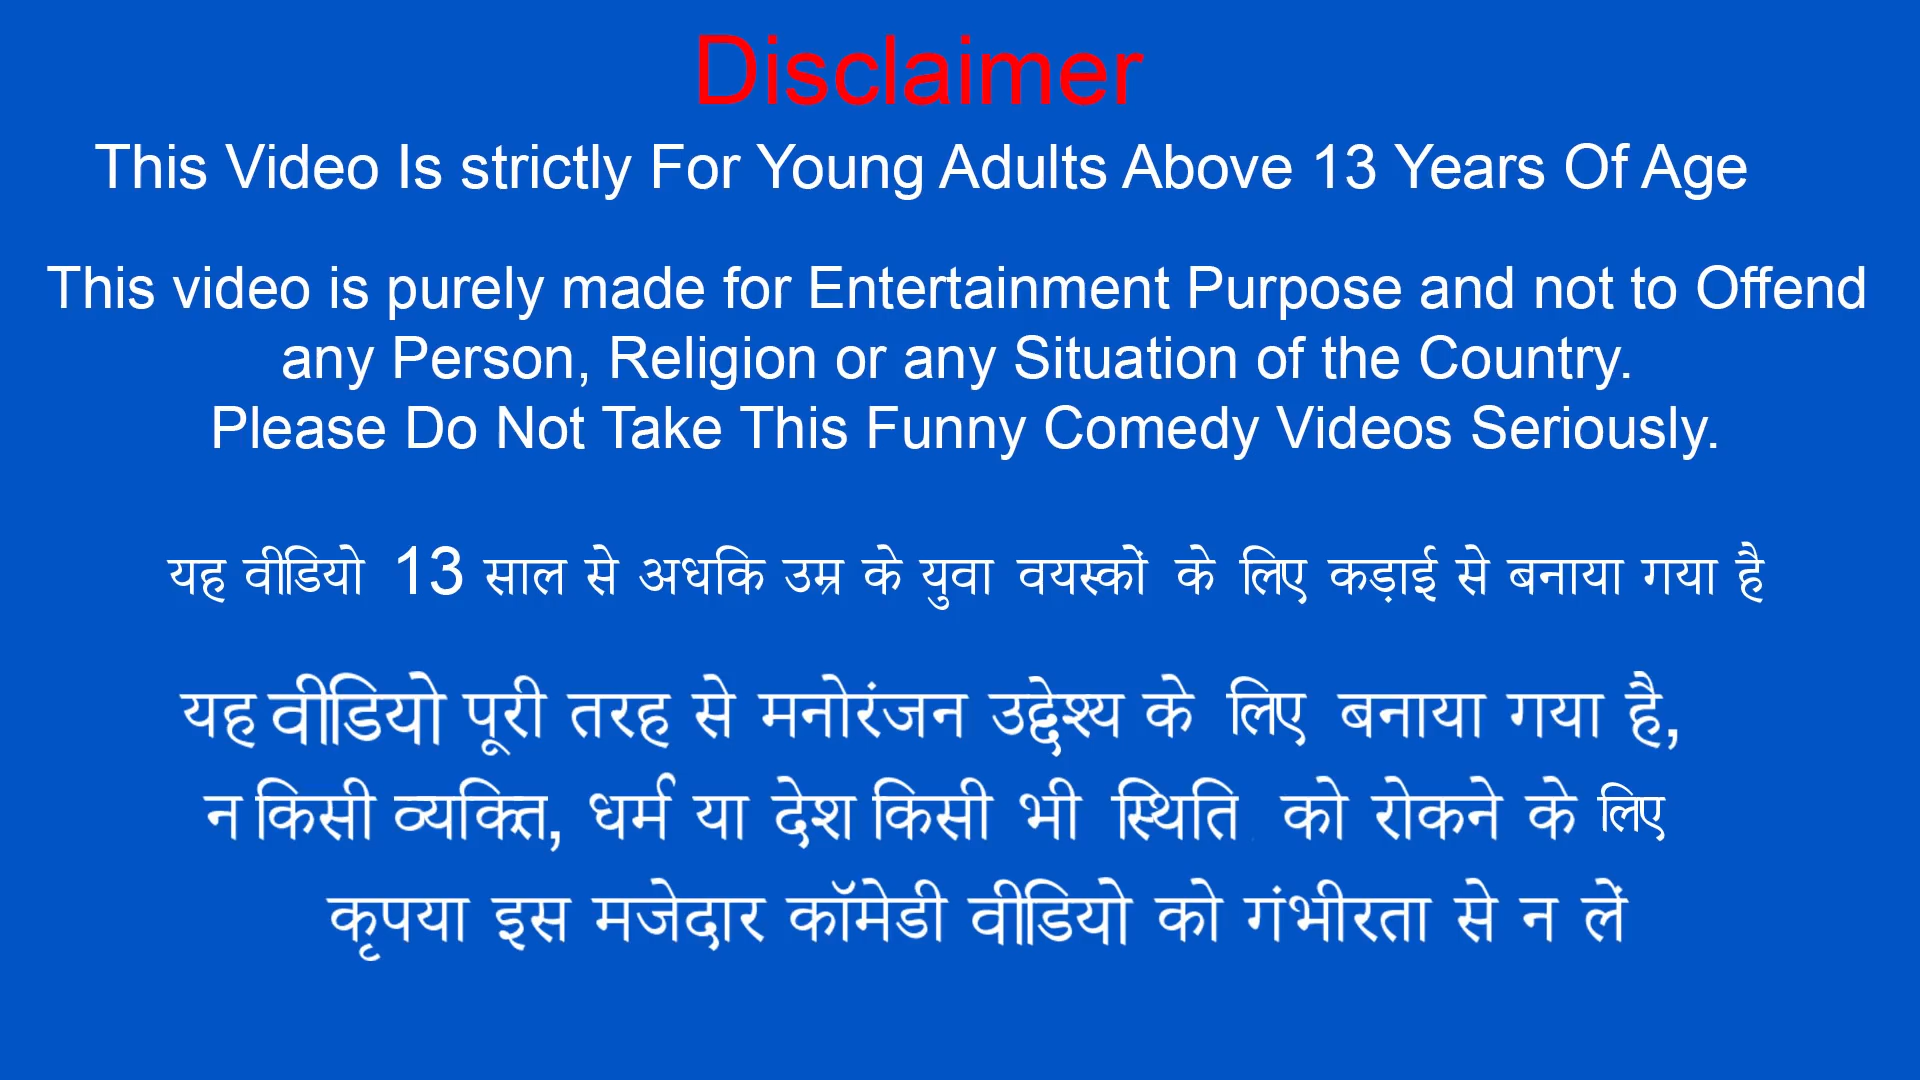 Disclaimer
This Video Is strictly For Young Adults Above 13 Years Of Age
This video is purely made for Entertainment Purpose and not to Offend
any Person, Religion or any Situation of the Country.
Please Do Not Take This Funny Comedy Videos Seriously.
यह वीडियो 13 साल से अधकि उम्र के युवा वयस्कों के लिए कड़ाई से बनाया गया है
यह वीडियो पूरी तरह से मनोरंजन उद्देश्य के लिए बनाया गया है,
न किसी व्यक्ति, धर्म या देश किसी भी स्थिति को रोकने के लिए
कृपया इस मजेदार कॉमेडी वीडियो को गंभीरता से न लें